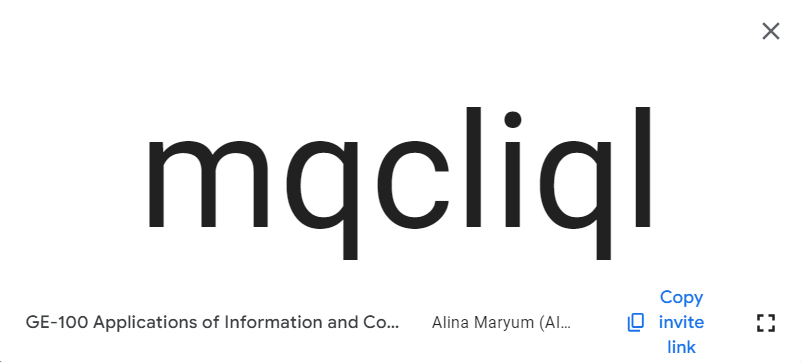 mqcliql
GE-100 Applications of Information and Co...
Alina Maryum (Al...
Copy
invite
link